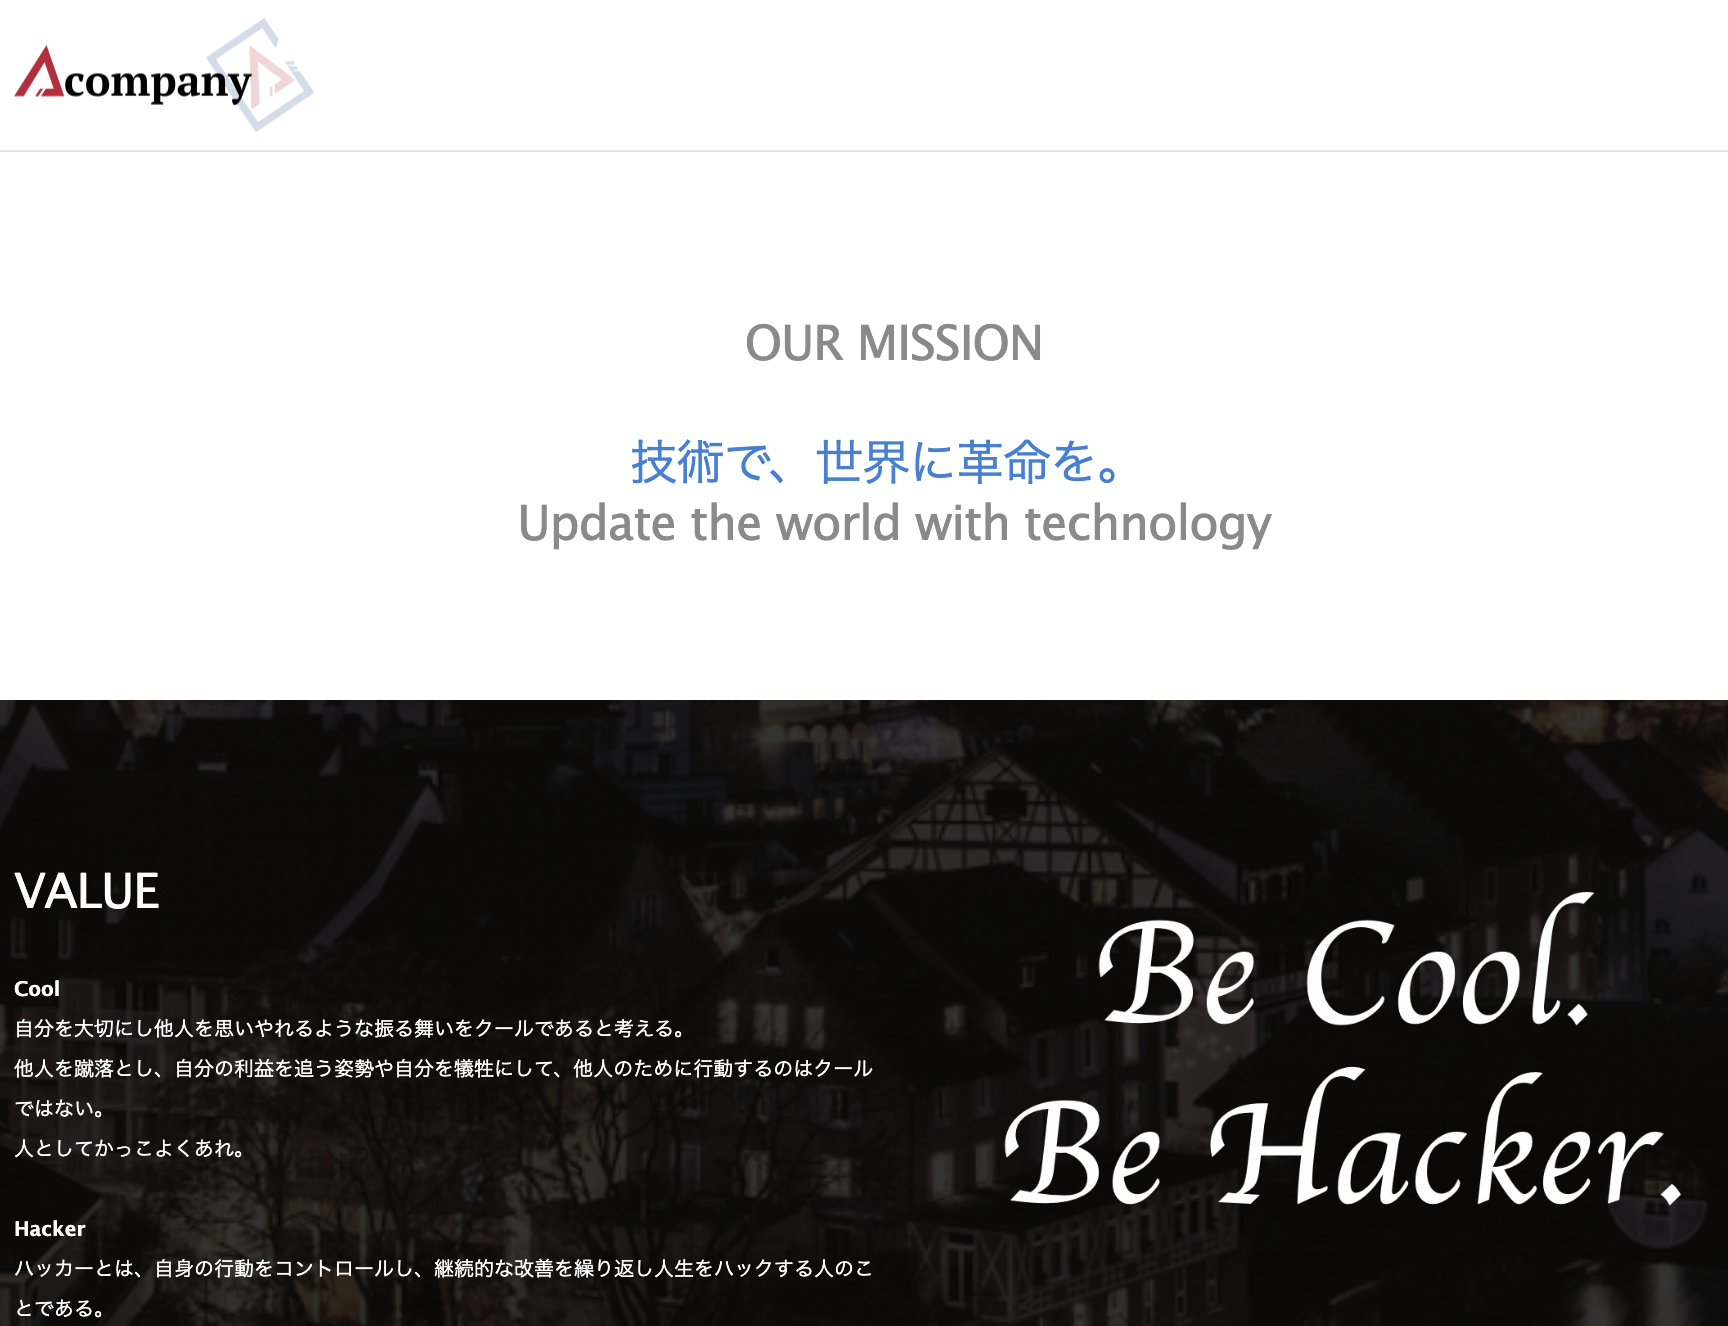 Acompany
OUR MISSION
技術で、世界に革命を。
Update the world with technology
VALUE
Cool
自分を大切にし他人を思いやれるような振る舞いをクールであると考える。
他人を蹴落とし、自分の利益を追う姿勢や自分を犠牲にして、他人のために行動するのはクール
ではない。
人としてかっこよくあれ。
Hacker
ハッカーとは、自身の行動をコントロールし、継続的な改善を繰り返し人生をハックする人のこ
とである。
Be Cool.
Be Hacker.